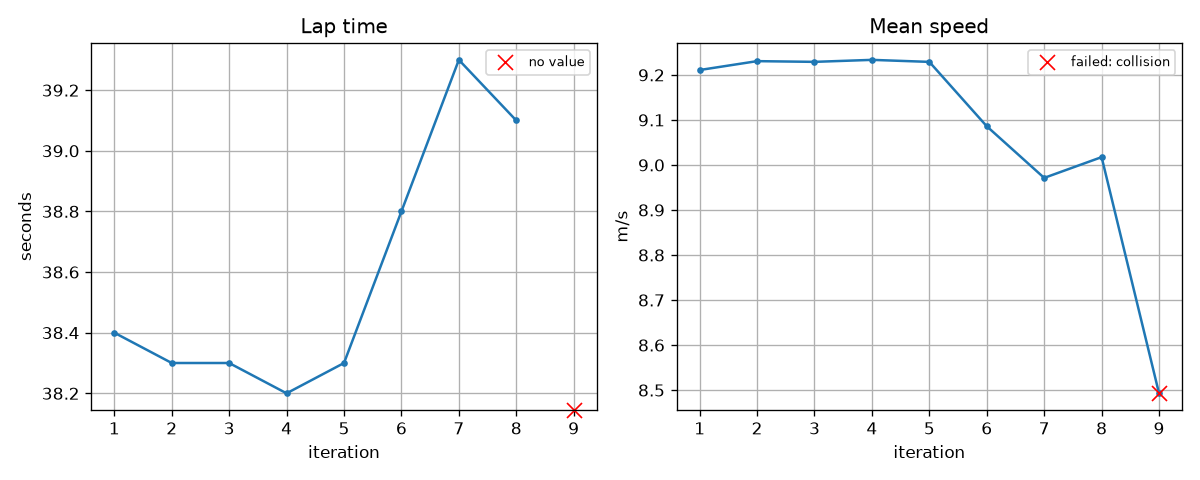 Lap time
no value
39.2
39.0
38.8
38.6
38.4
38.2
seconds
1 2 3 4 5 6 7 8 9
iteration
Mean speed
failed: collision
9.2
9.1
9.0
8.9
8.8
8.7
8.6
8.5
m/s
1 2 3 4 5 6 7 8 9
iteration